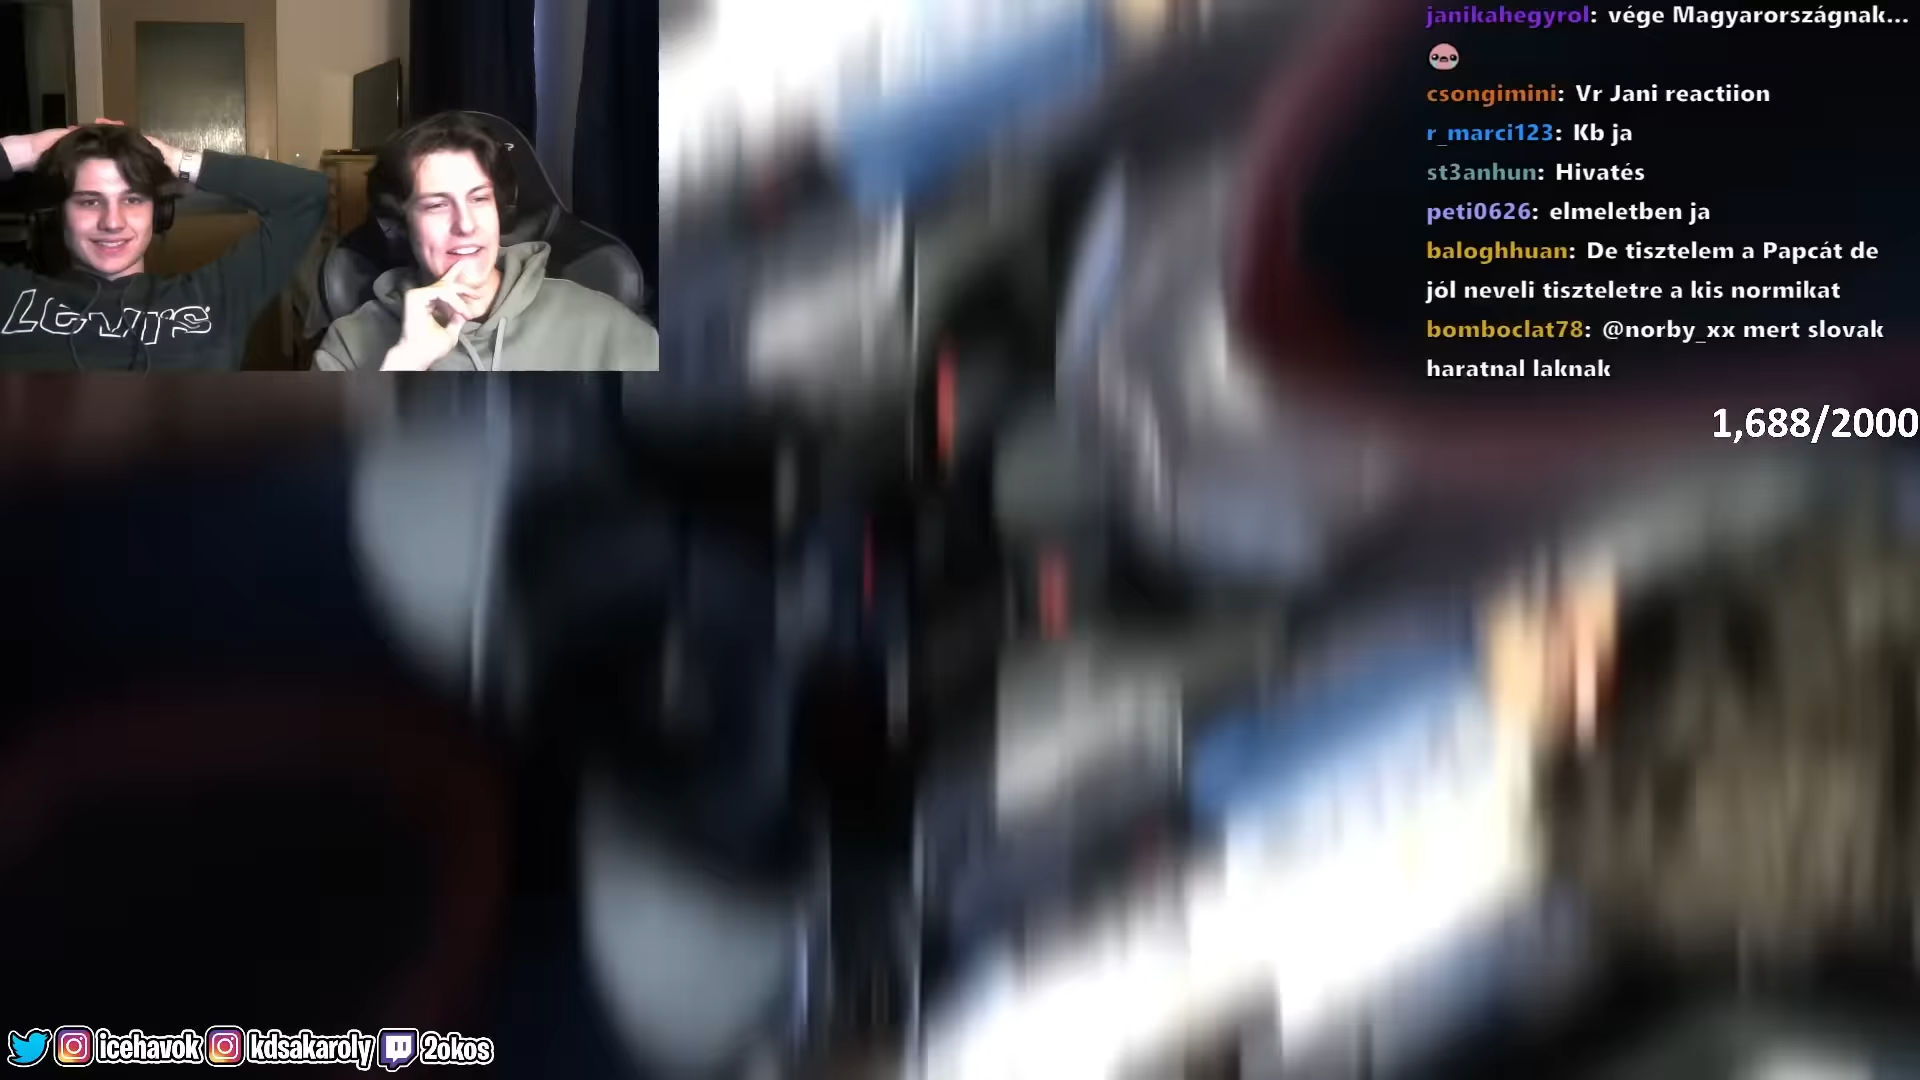 janikahegyrol: vége Magyarországnak...
csongimini: Vr Jani reactiion
r_marci123: Kb ja
st3anhun: Hivatés
peti0626: elmeletben ja
baloghhuan: De tisztelem a Papcát de
jól neveli tiszteletre a kis normikat
bomboclat78: @norby_xx mert slovak
haratnal laknak
1,688/2000
LEVI'S
icehavok kdsakaroly 2okos